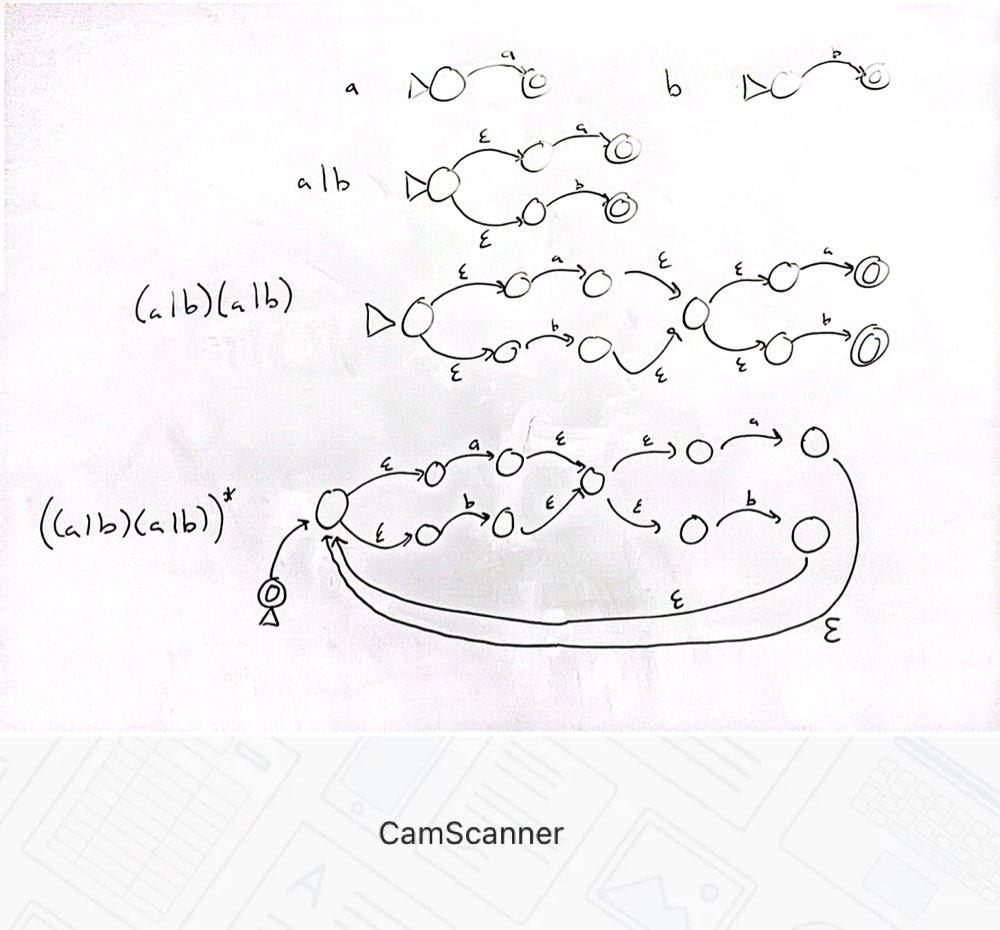 a a b b
a|b ε a ε b
(a|b)(a|b) ε a ε ε a ε b ε ε b
((a|b)(a|b))* ε a ε ε a ε b ε ε b ε ε
CamScanner